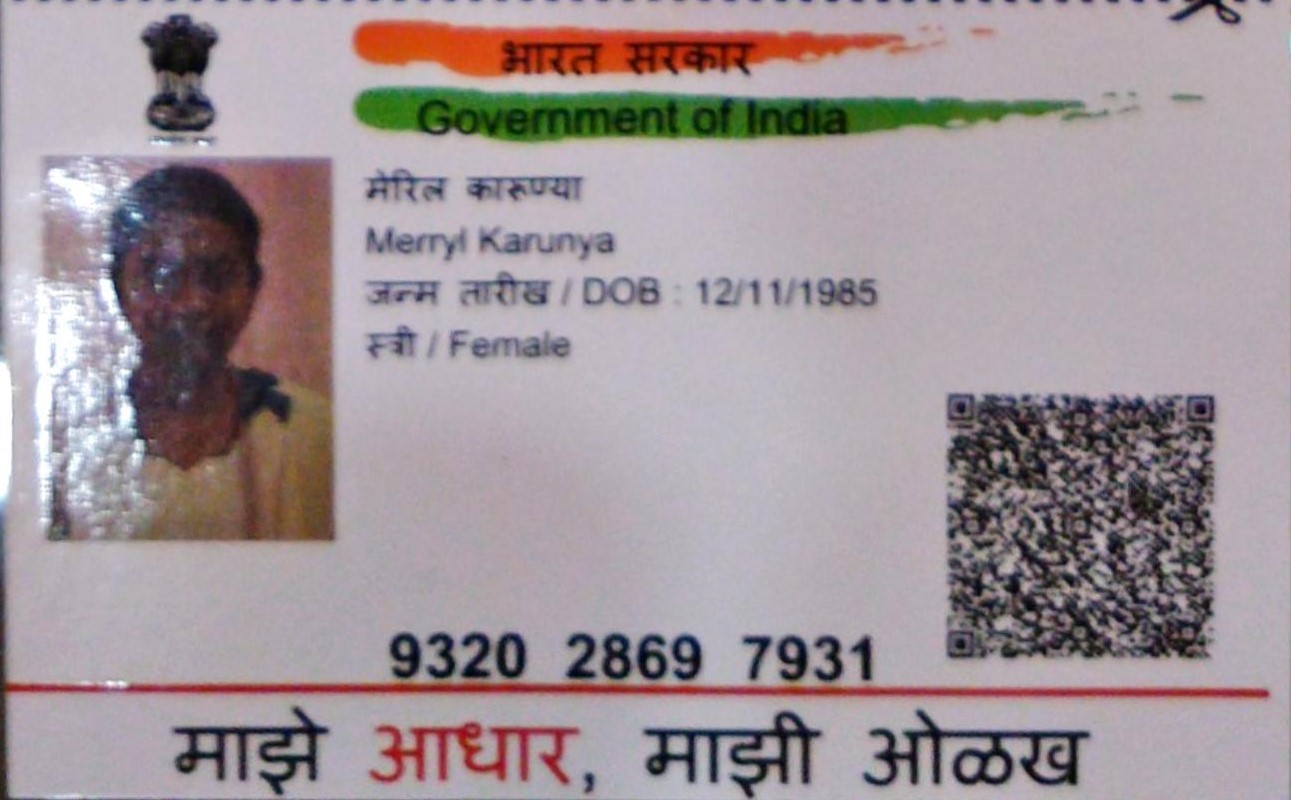 भारत सरकार
Government of India
मेरिल कारूण्या
Merryl Karunya
जन्म तारीख / DOB : 12/11/1985
स्त्री / Female
9320 2869 7931
माझे आधार, माझी ओळख